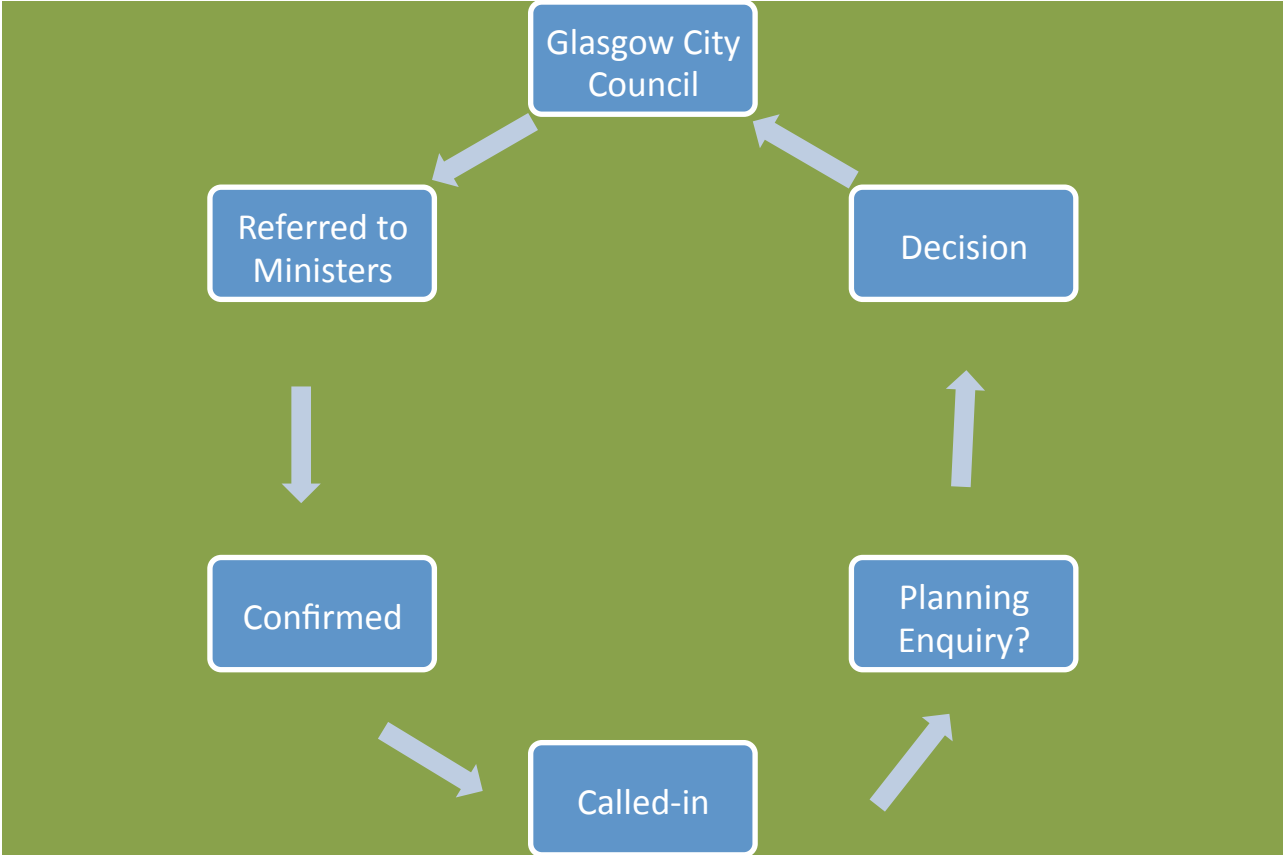 Glasgow City
Council
Referred to
Ministers
Confirmed
Called-in
Planning
Enquiry?
Decision